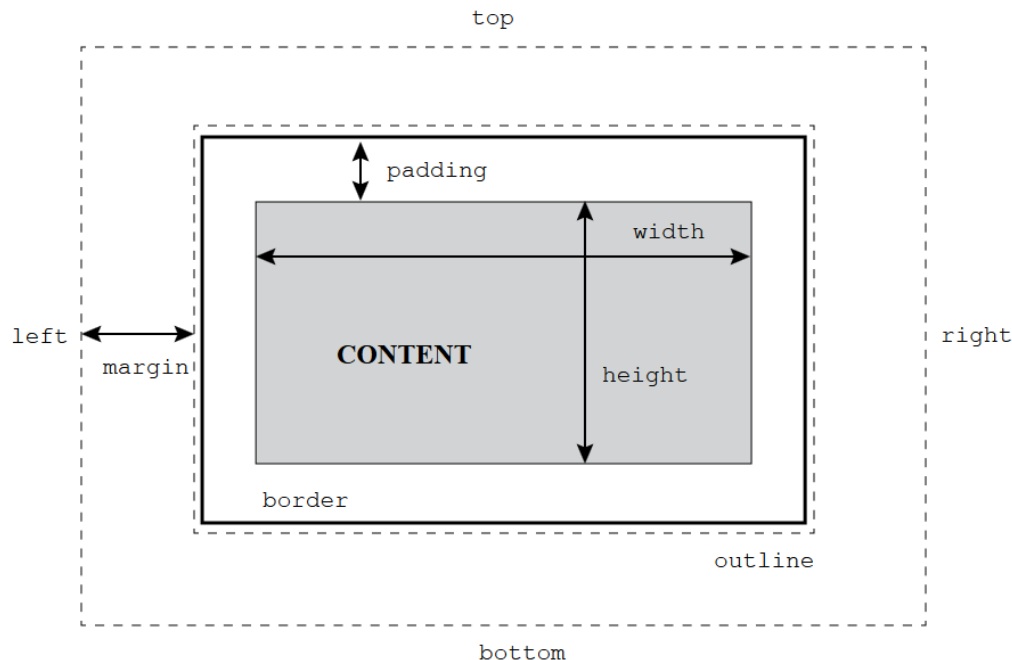 top
padding
width
left
right
margin
CONTENT
height
border
outline
bottom